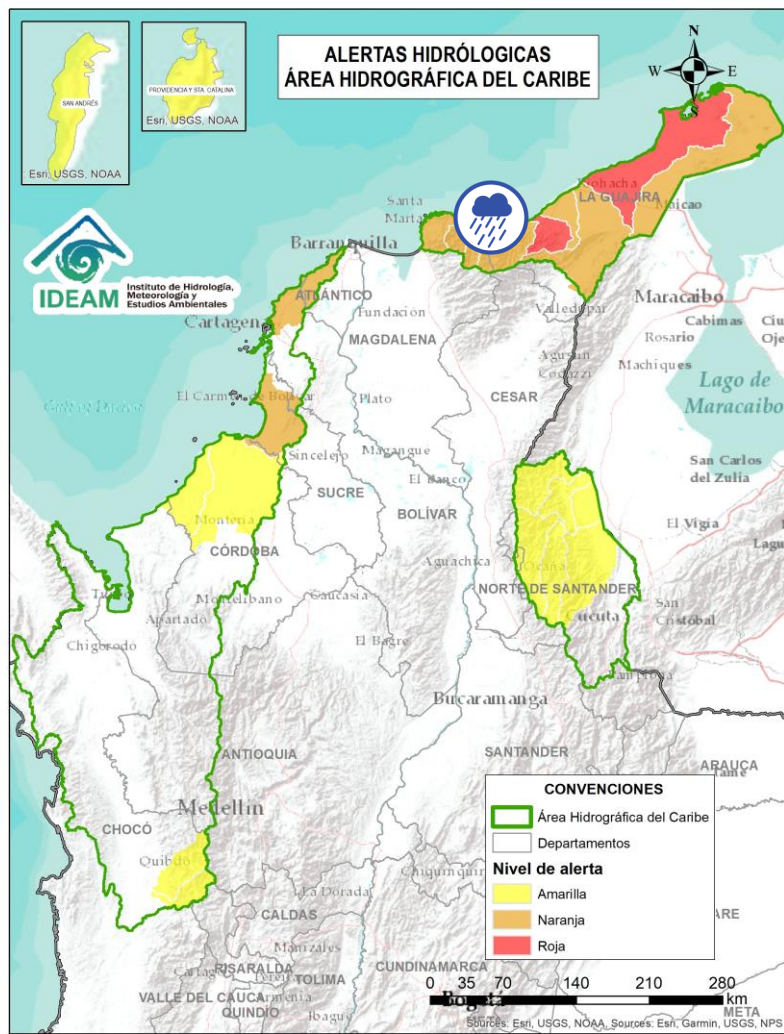 SAN ANDRÉS
Esri, USGS, NOAA
PROVIDENCIA Y STA. CATALINA
Esri, USGS, NOAA
ALERTAS HIDRÓLOGICAS
ÁREA HIDROGRÁFICA DEL CARIBE
N
W
E
S
IDEAM
Instituto de Hidrología,
Meteorología y
Estudios Ambientales
Santa
Marta
LA GUAJIRA
Maicao
Barranquilla
ATLÁNTICO
Fundación
Valledupar
Maracaibo
Cabimas
Rosario
Machiques
MAGDALENA
Agustín
Codazzi
CESAR
Lago de
Maracaibo
El Carmen de Bolívar
Plato
Sincelejo
Magangue
El Banco
SUCRE
BOLÍVAR
San Carlos
del Zulia
El Vigía
Montería
CÓRDOBA
Aguachica
Ocaña
NORTE DE SANTANDER
San
Cristóbal
Montelíbano
Caucasia
Apartado
Chigorodó
El Bagre
Bucaramanga
ANTIOQUIA
SANTANDER
ARAUCA
Medellín
CHOCÓ
Quibdó
La Dorada
CALDAS
Manizales
RISARALDA
TOLIMA
CUNDINAMARCA
VALLE DEL CAUCA
Armenia
QUINDÍO
Ibagué
Bogotá
META
CONVENCIONES
Área Hidrográfica del Caribe
Departamentos
Nivel de alerta
Amarilla
Naranja
Roja
0 35 70 140 210 280
km
Sources: Esri, USGS, NOAA, Sources: Esri, Garmin, USGS, NPS